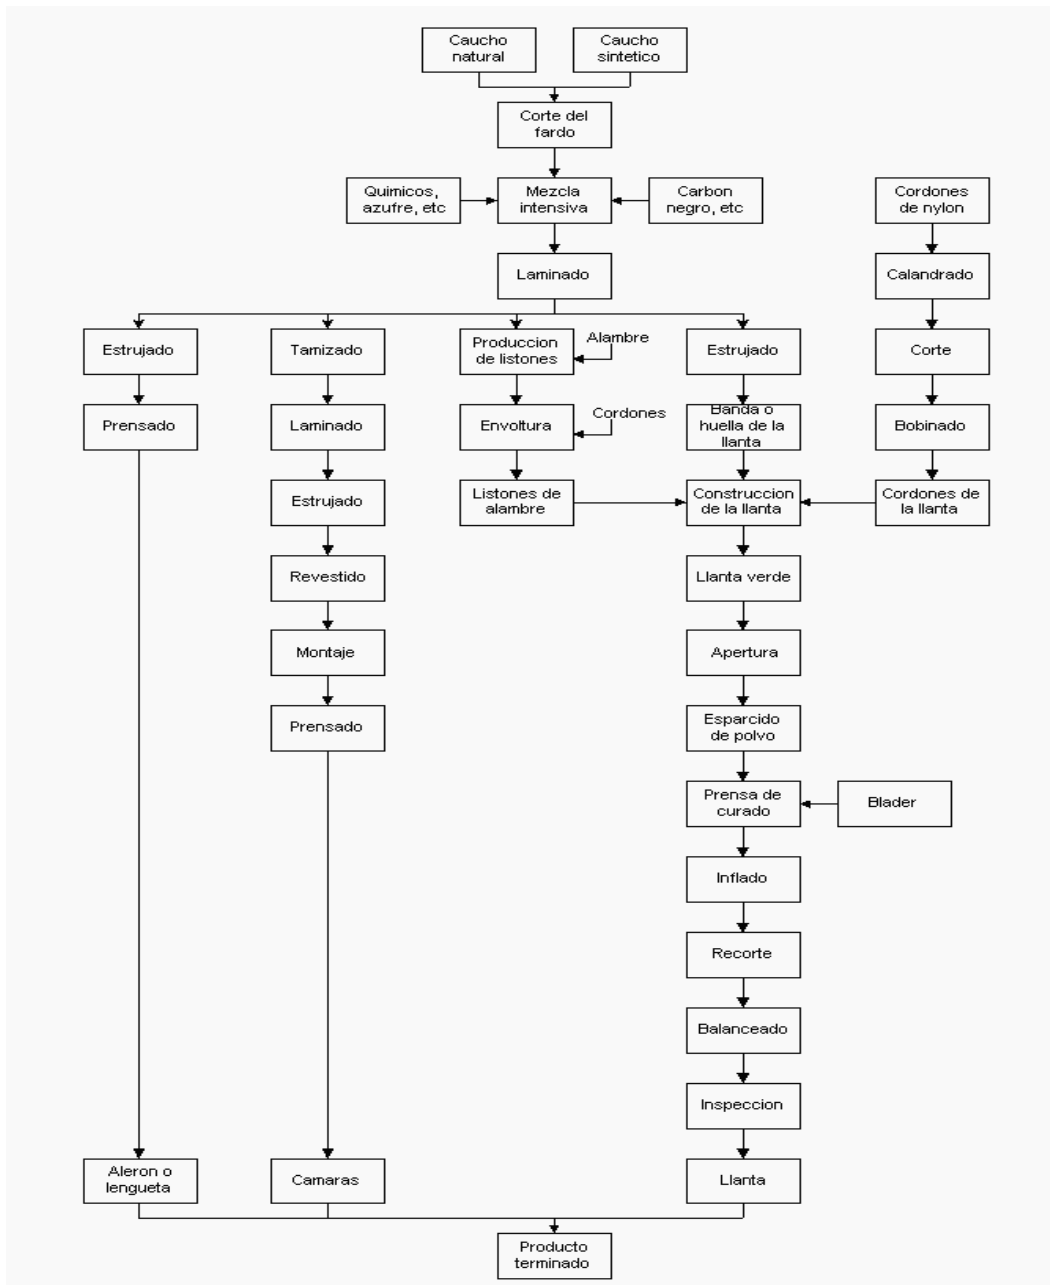 Caucho
natural
Caucho
sintetico
Corte del
fardo
Quimicos,
azufre, etc
Mezcla
intensiva
Carbon
negro, etc
Cordones
de nylon
Laminado
Calandrado
Estrujado
Tamizado
Produccion
de listones
Alambre
Estrujado
Corte
Prensado
Laminado
Envoltura
Cordones
Banda o
huella de la
llanta
Bobinado
Estrujado
Listones de
alambre
Construccion
de la llanta
Cordones de
la llanta
Revestido
Llanta verde
Montaje
Apertura
Prensado
Esparcido
de polvo
Prensa de
curado
Blader
Inflado
Recorte
Balanceado
Inspeccion
Aleron o
lengueta
Camaras
Llanta
Producto
terminado